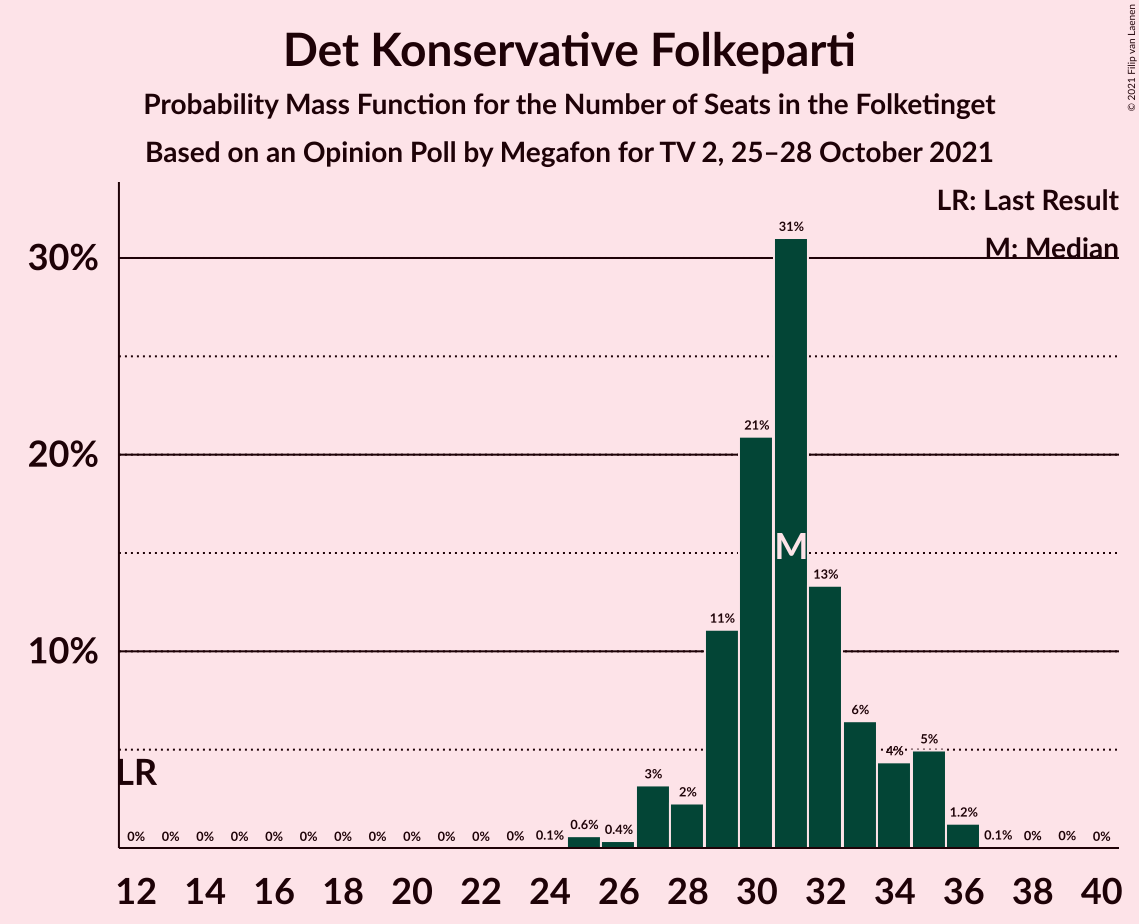 Det Konservative Folkeparti
Probability Mass Function for the Number of Seats in the Folketinget
Based on an Opinion Poll by Megafon for TV 2, 25–28 October 2021
© 2021 Filip van Laenen
LR: Last Result
M: Median
30%
20%
10%
31%
21%
M
13%
11%
6%
4%
5%
LR
3%
2%
1.2%
0% 0% 0% 0% 0% 0% 0% 0% 0% 0% 0% 0% 0.1% 0.6% 0.4% 0.1% 0% 0% 0%
12 14 16 18 20 22 24 26 28 30 32 34 36 38 40